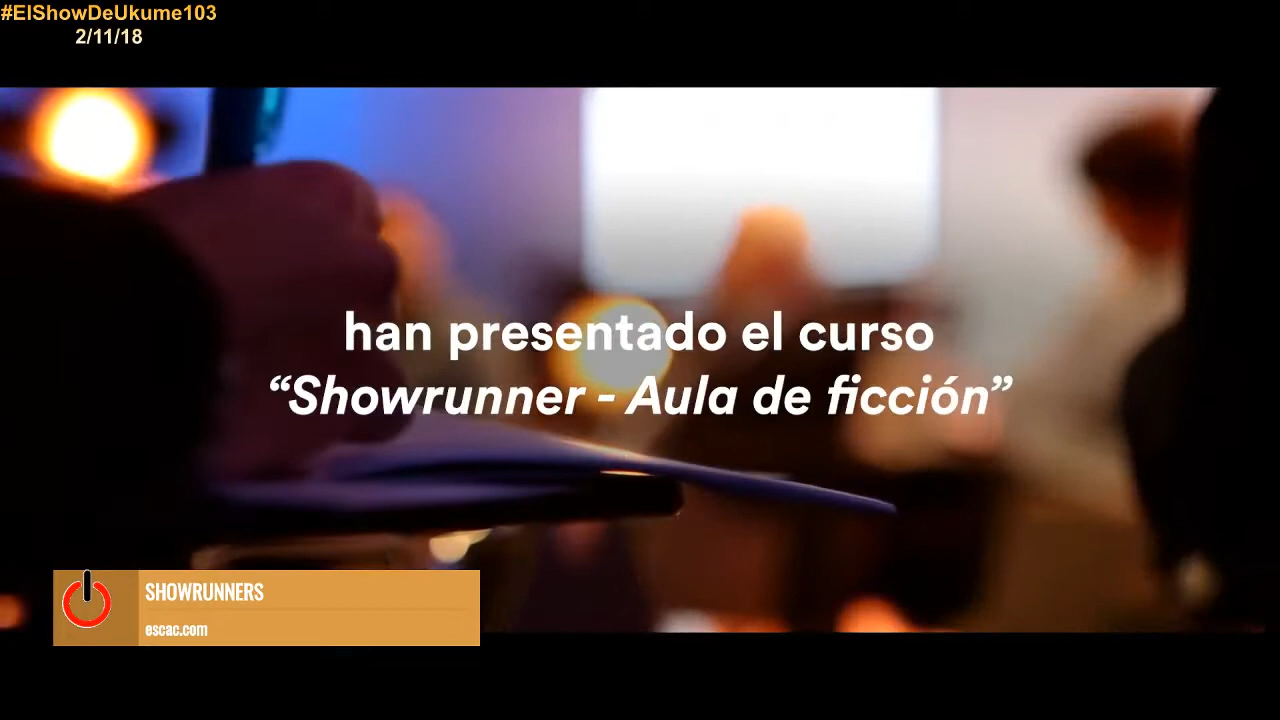 #ElShowDeUkume103
2/11/18
han presentado el curso
“Showrunner - Aula de ficción”
SHOWRUNNERS
escac.com